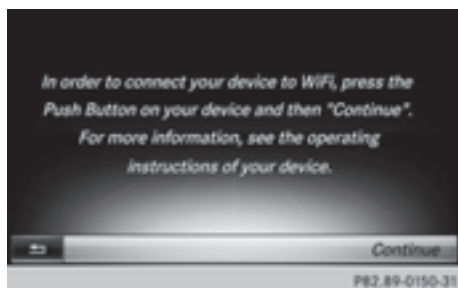 In order to connect your device to WiFi, press the
Push Button on your device and then "Continue".
For more information, see the operating
instructions of your device.
Continue
P82.89-0150-31